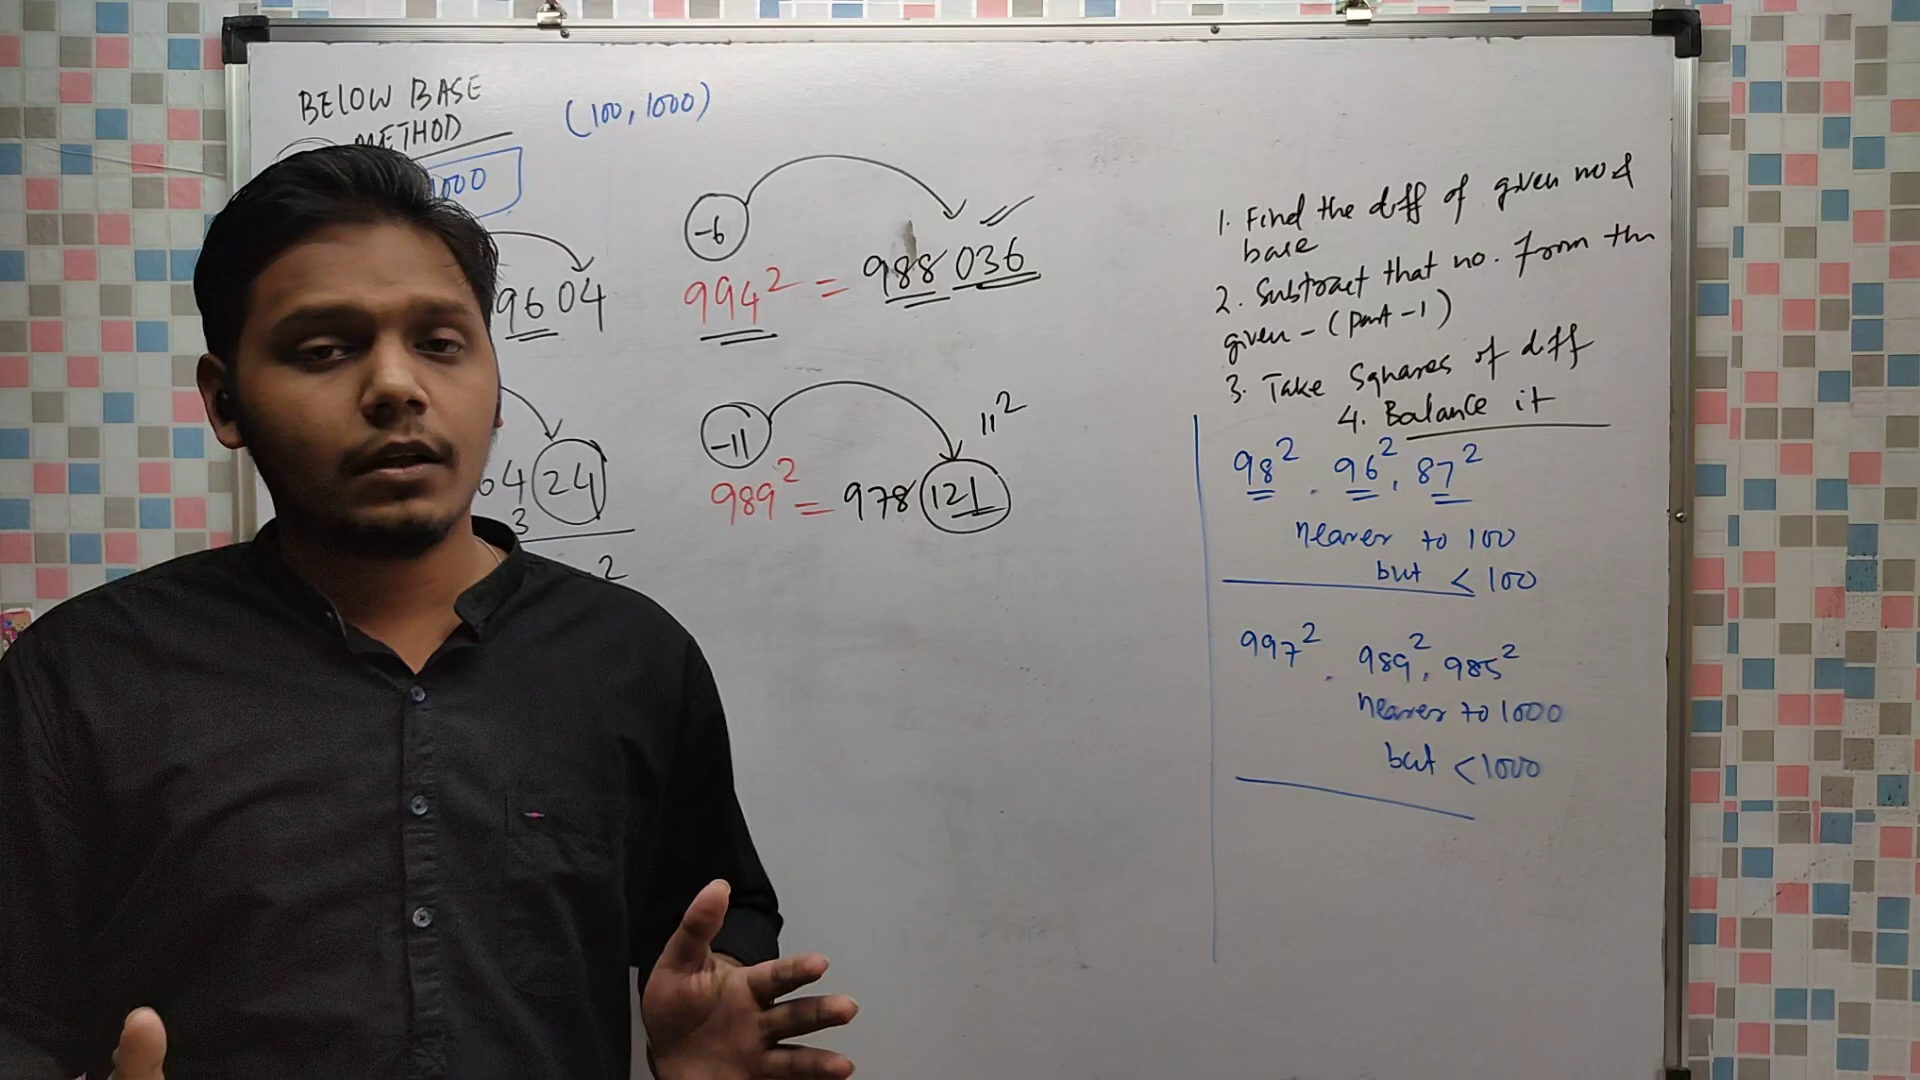 BELOW BASE
METHOD
(100, 1000)
1000
9604
6424
3
2
-6
994² = 988 036
-11
11²
989² = 978 121
1. Find the diff of given no &
base
2. Subtract that no. from the
given - (part - 1)
3. Take Squares of diff
4. Balance it
98² . 96² , 87²
nearer to 100
but < 100
997² . 989² , 985²
nearer to 1000
but < 1000